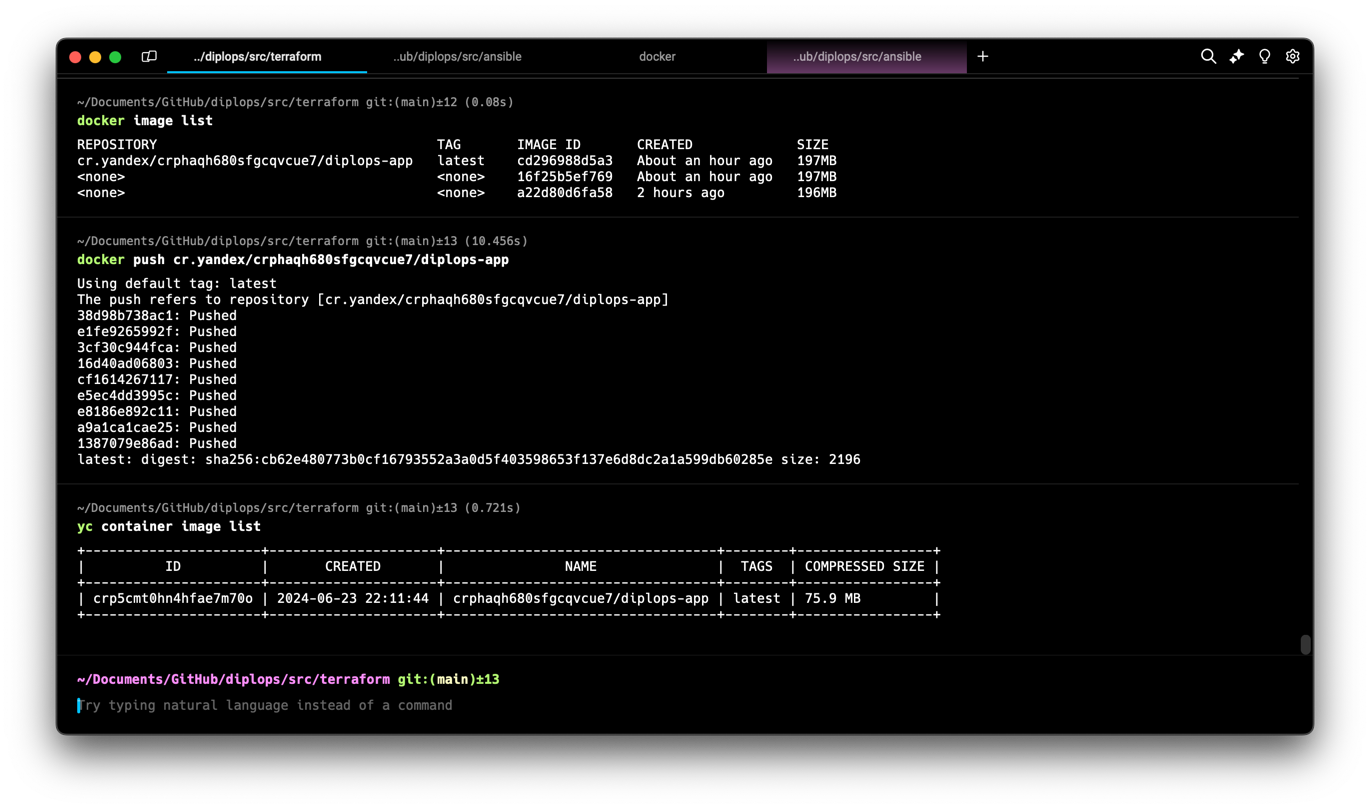 ../diplops/src/terraform ..ub/diplops/src/ansible docker ..ub/diplops/src/ansible +
~/Documents/GitHub/diplops/src/terraform git:(main)±12 (0.08s)
docker image list
REPOSITORY TAG IMAGE ID CREATED SIZE
cr.yandex/crphaqh680sfgcqvcue7/diplops-app latest cd296988d5a3 About an hour ago 197MB
<none> <none> 16f25b5ef769 About an hour ago 197MB
<none> <none> a22d80d6fa58 2 hours ago 196MB
~/Documents/GitHub/diplops/src/terraform git:(main)±13 (10.456s)
docker push cr.yandex/crphaqh680sfgcqvcue7/diplops-app
Using default tag: latest
The push refers to repository [cr.yandex/crphaqh680sfgcqvcue7/diplops-app]
38d98b738ac1: Pushed
e1fe9265992f: Pushed
3cf30c944fca: Pushed
16d40ad06803: Pushed
cf1614267117: Pushed
e5ec4dd3995c: Pushed
e8186e892c11: Pushed
a9a1ca1cae25: Pushed
1387079e86ad: Pushed
latest: digest: sha256:cb62e480773b0cf16793552a3a0d5f403598653f137e6d8dc2a1a599db60285e size: 2196
~/Documents/GitHub/diplops/src/terraform git:(main)±13 (0.721s)
yc container image list
+----------------------+---------------------+----------------------------------+--------+-----------------+
| ID | CREATED | NAME | TAGS | COMPRESSED SIZE |
+----------------------+---------------------+----------------------------------+--------+-----------------+
| crp5cmt0hn4hfae7m70o | 2024-06-23 22:11:44 | crphaqh680sfgcqvcue7/diplops-app | latest | 75.9 MB |
+----------------------+---------------------+----------------------------------+--------+-----------------+
~/Documents/GitHub/diplops/src/terraform git:(main)±13
Try typing natural language instead of a command